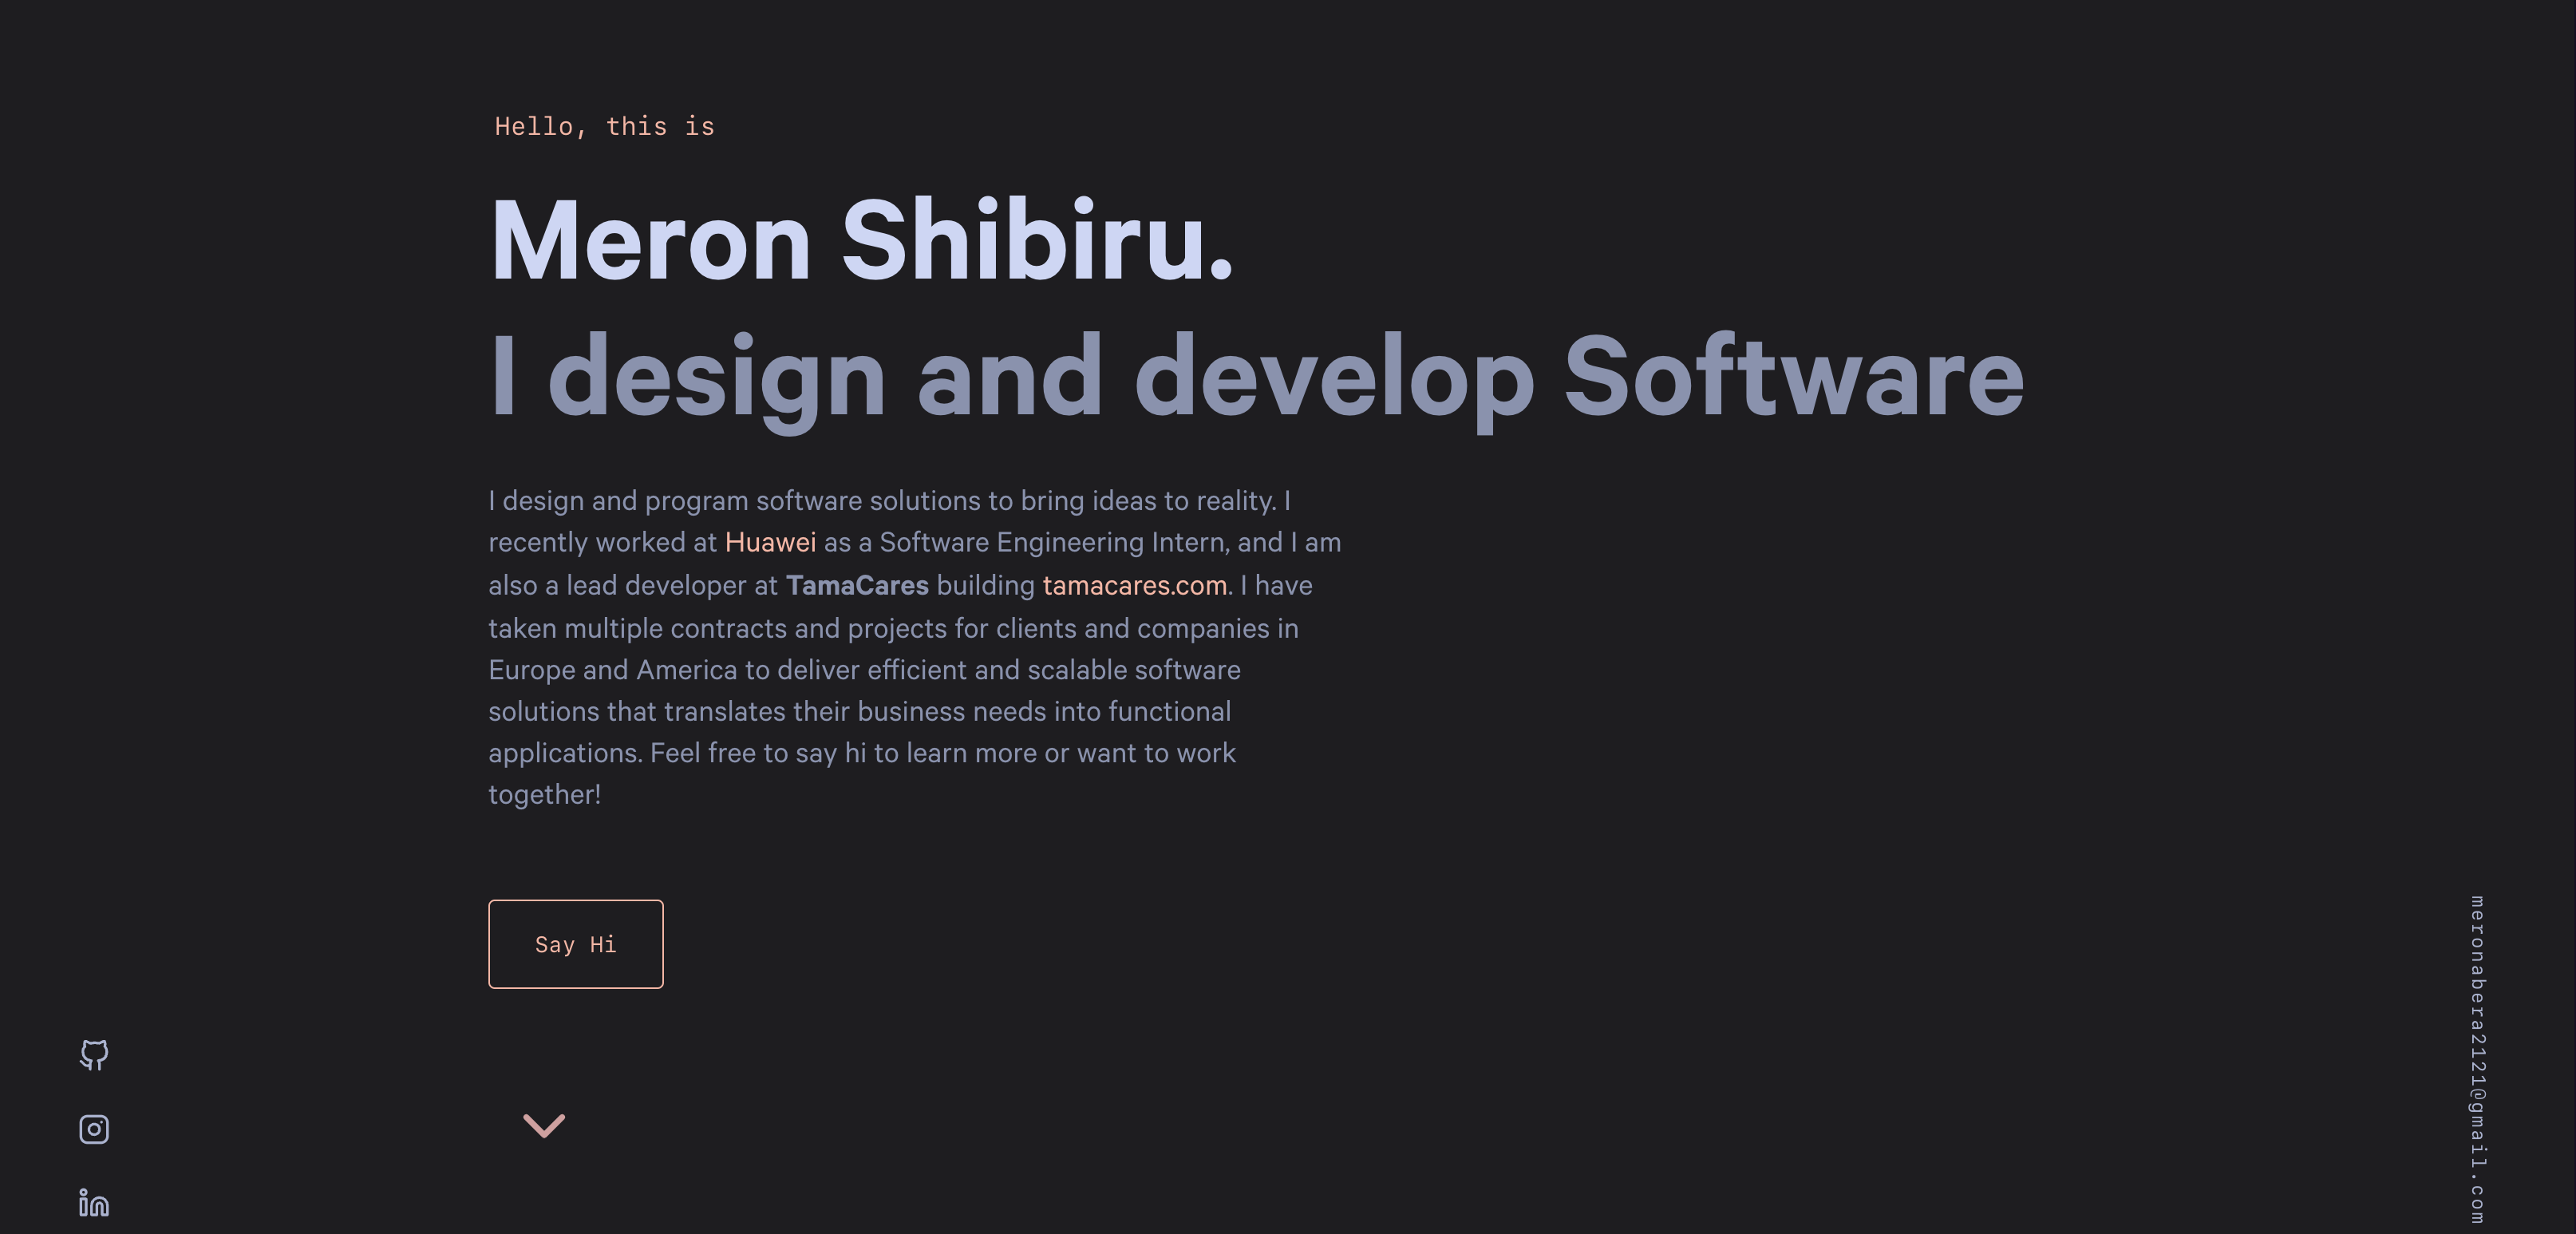 Hello, this is
Meron Shibiru.
I design and develop Software
I design and program software solutions to bring ideas to reality. I
recently worked at Huawei as a Software Engineering Intern, and I am
also a lead developer at TamaCares building tamacares.com. I have
taken multiple contracts and projects for clients and companies in
Europe and America to deliver efficient and scalable software
solutions that translates their business needs into functional
applications. Feel free to say hi to learn more or want to work
together!
Say Hi
meronabera2121@gmail.com
in